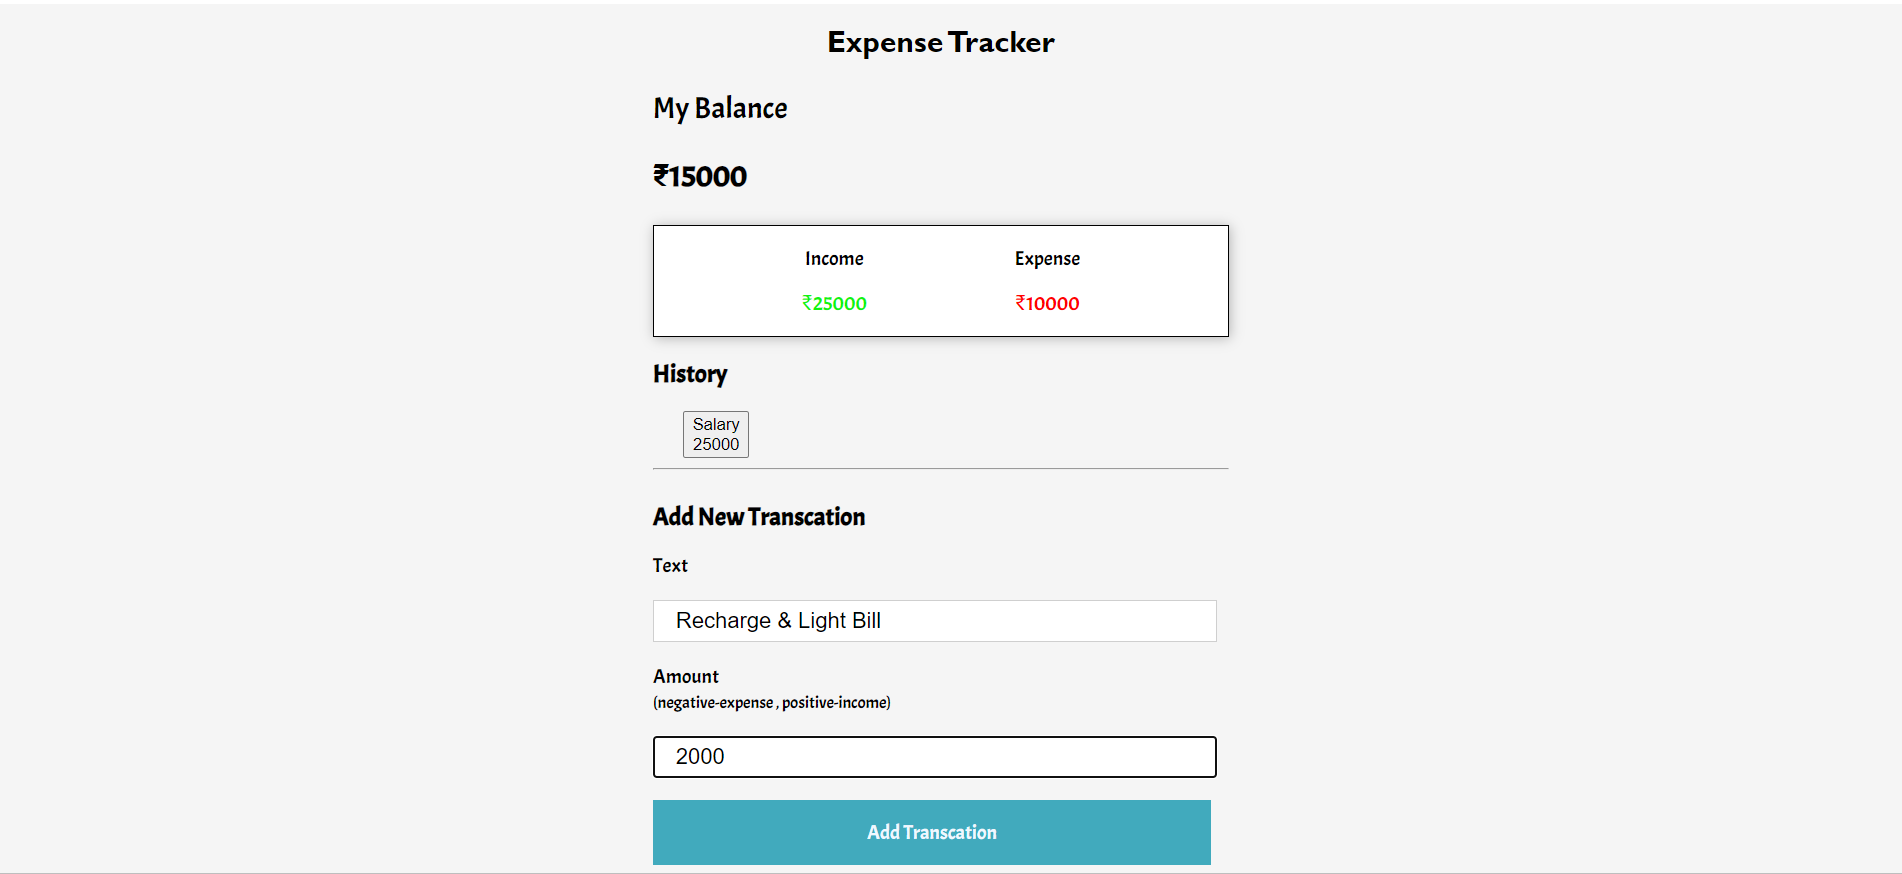 Expense Tracker
My Balance
₹15000
Income Expense
₹25000 ₹10000
History
Salary
25000
Add New Transcation
Text
Recharge & Light Bill
Amount
(negative-expense , positive-income)
2000
Add Transcation